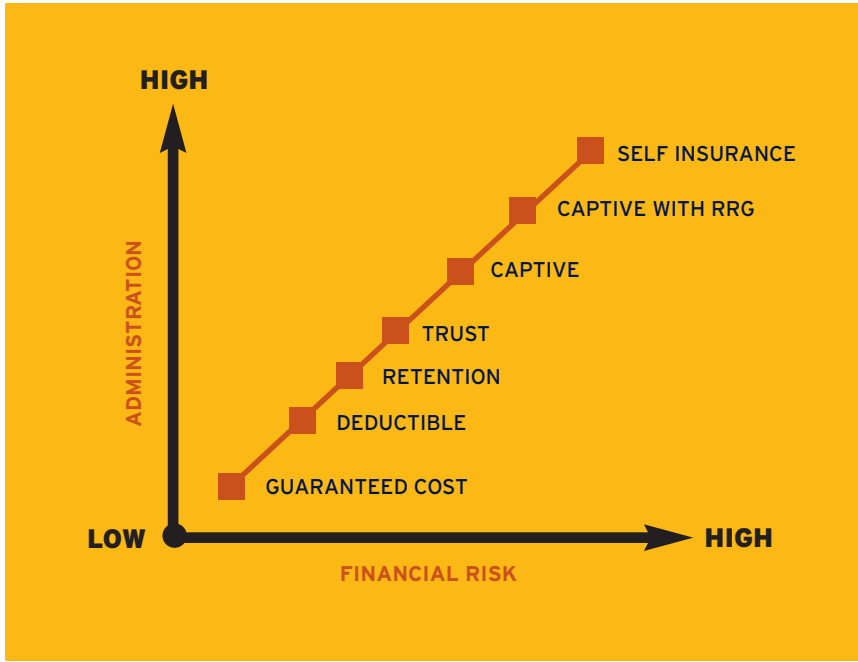 HIGH
SELF INSURANCE
CAPTIVE WITH RRG
CAPTIVE
ADMINISTRATION
TRUST
RETENTION
DEDUCTIBLE
GUARANTEED COST
LOW
HIGH
FINANCIAL RISK